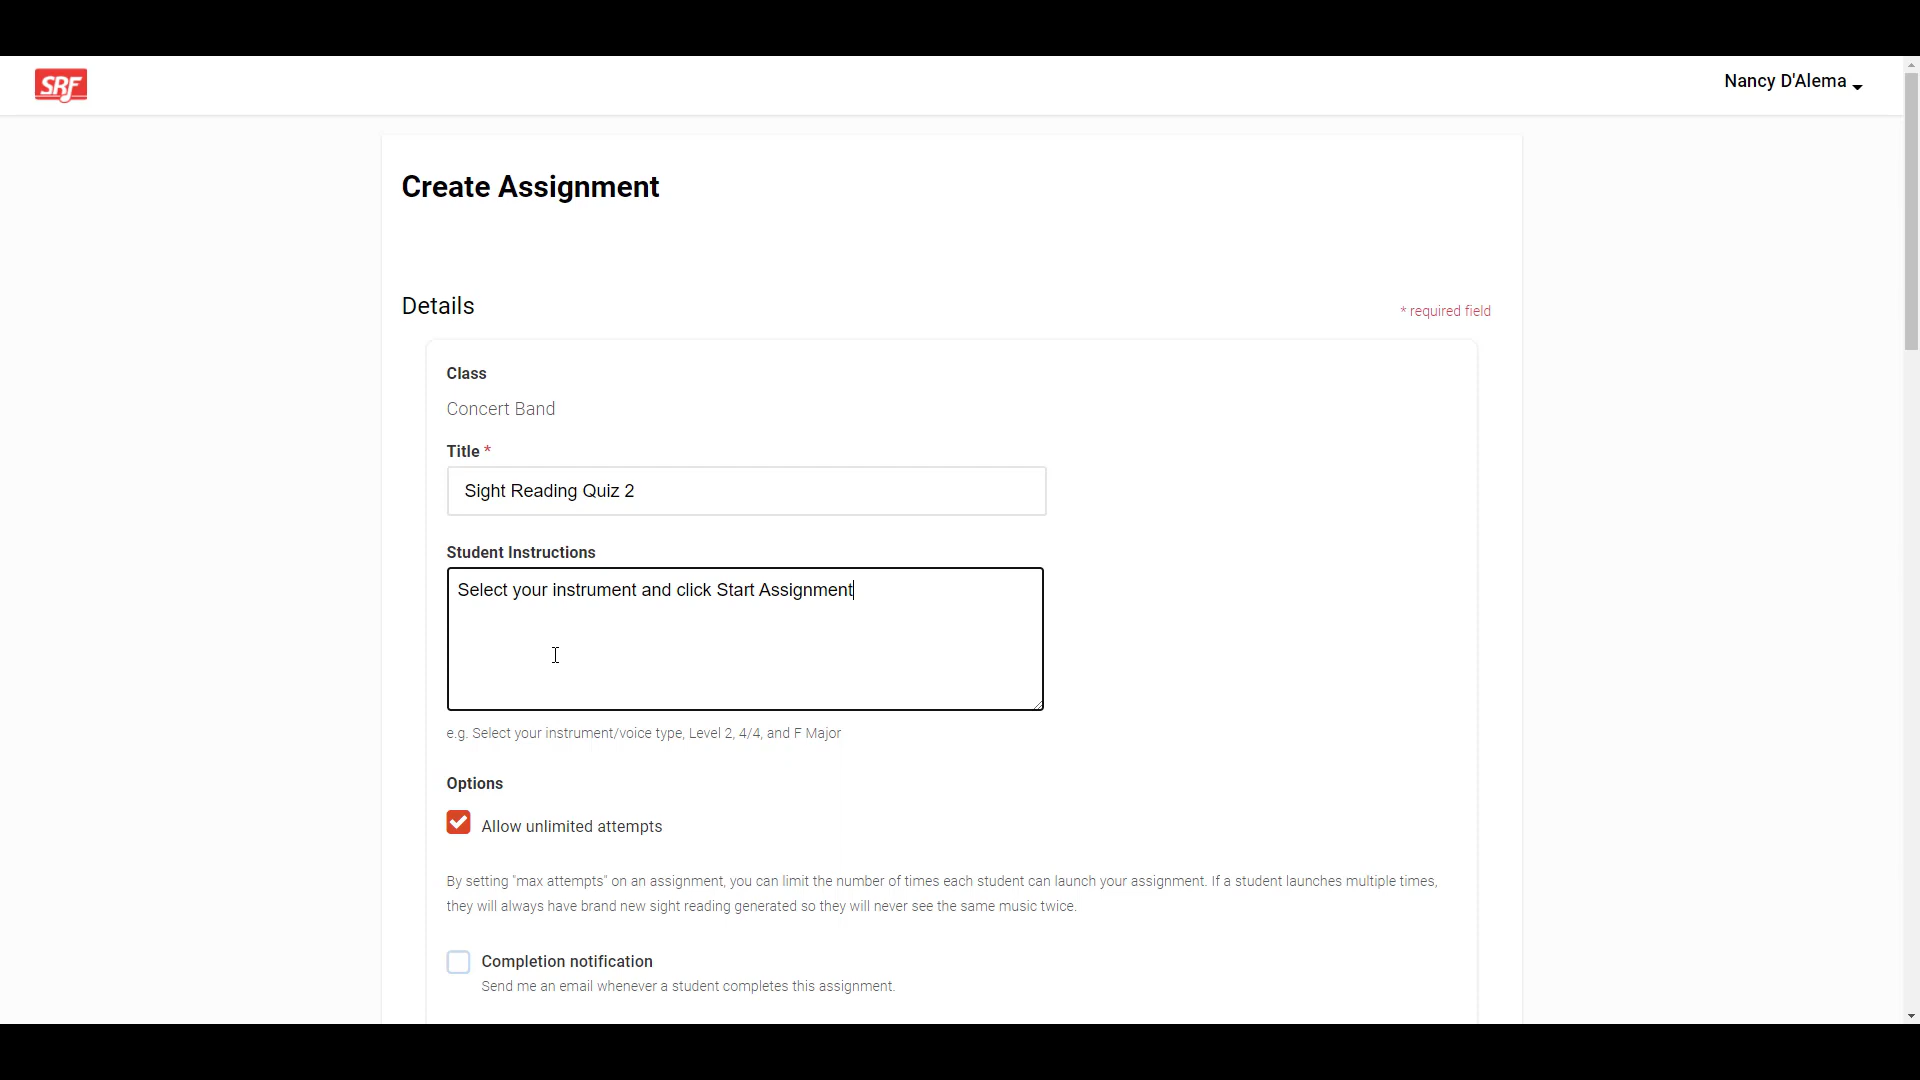 SRF
Nancy D'Alema
Create Assignment
Details
* required field
Class
Concert Band
Title *
Sight Reading Quiz 2
Student Instructions
Select your instrument and click Start Assignment
e.g. Select your instrument/voice type, Level 2, 4/4, and F Major
Options
Allow unlimited attempts
By setting "max attempts" on an assignment, you can limit the number of times each student can launch your assignment. If a student launches multiple times,
they will always have brand new sight reading generated so they will never see the same music twice.
Completion notification
Send me an email whenever a student completes this assignment.